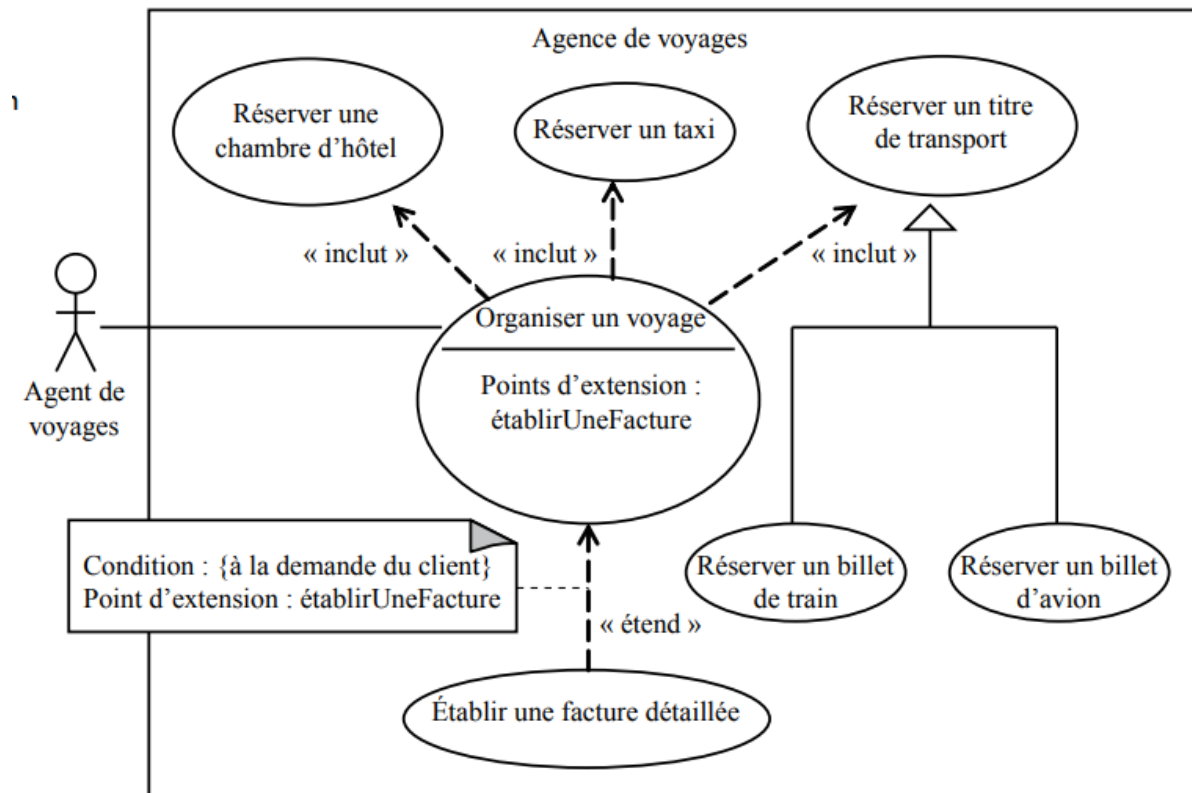 Agence de voyages
n
Réserver une
chambre d’hôtel
Réserver un taxi
Réserver un titre
de transport
« inclut »
« inclut »
« inclut »
Organiser un voyage
Points d’extension :
établirUneFacture
Agent de
voyages
Condition : {à la demande du client}
Point d’extension : établirUneFacture
Réserver un billet
de train
Réserver un billet
d’avion
« étend »
Établir une facture détaillée